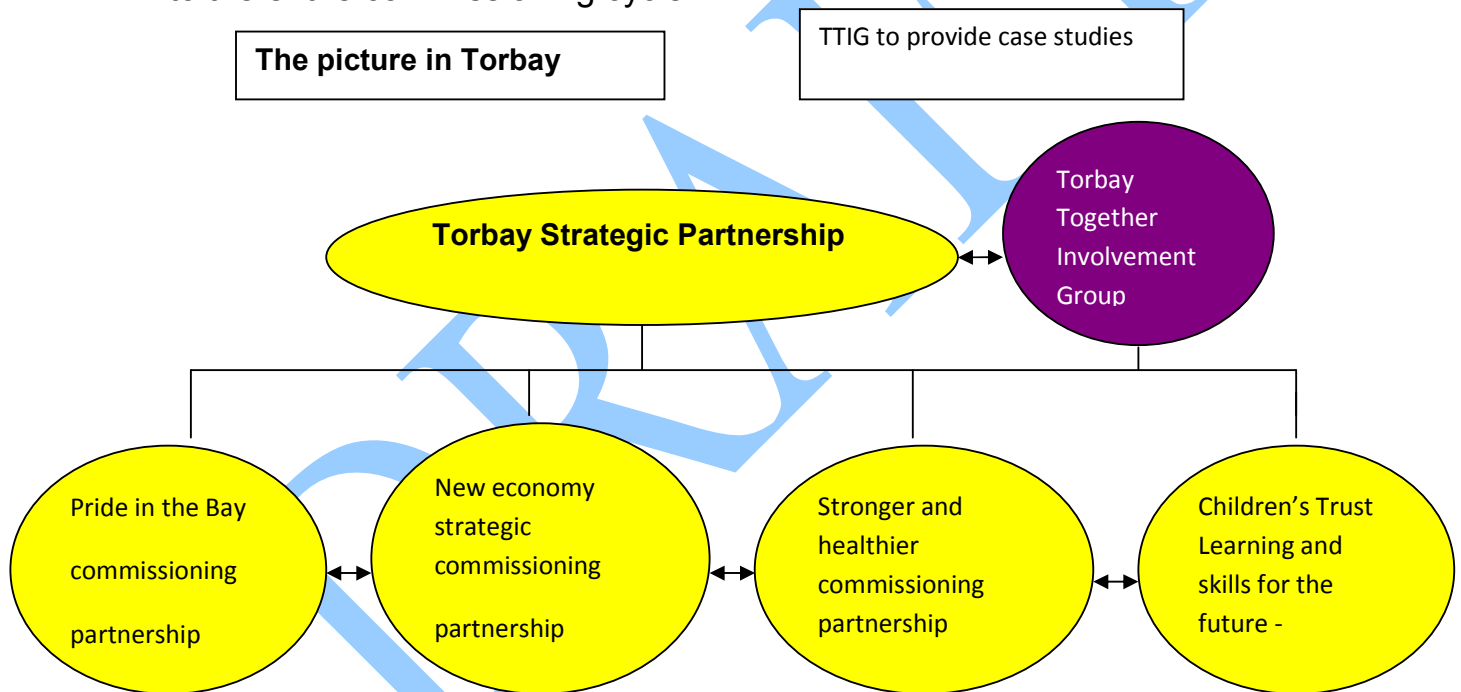 The picture in Torbay
TTIG to provide case studies
Torbay Strategic Partnership
Torbay
Together
Involvement
Group
Pride in the Bay
commissioning
partnership
New economy
strategic
commissioning
partnership
Stronger and
healthier
commissioning
partnership
Children’s Trust
Learning and
skills for the
future -